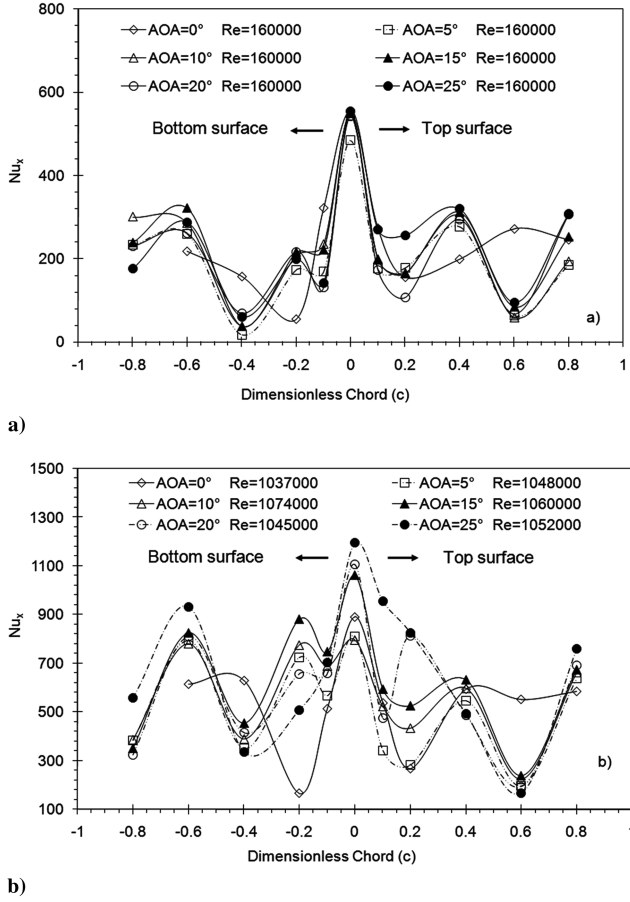 800
600
400
200
0
Nux
AOA=0° Re=160000
AOA=5° Re=160000
AOA=10° Re=160000
AOA=15° Re=160000
AOA=20° Re=160000
AOA=25° Re=160000
Bottom surface
Top surface
a)
-1 -0.8 -0.6 -0.4 -0.2 0 0.2 0.4 0.6 0.8 1
Dimensionless Chord (c)
a)
1500
1300
1100
900
700
500
300
100
Nux
AOA=0° Re=1037000
AOA=5° Re=1048000
AOA=10° Re=1074000
AOA=15° Re=1060000
AOA=20° Re=1045000
AOA=25° Re=1052000
Bottom surface
Top surface
b)
-1 -0.8 -0.6 -0.4 -0.2 0 0.2 0.4 0.6 0.8 1
Dimensionless Chord (c)
b)